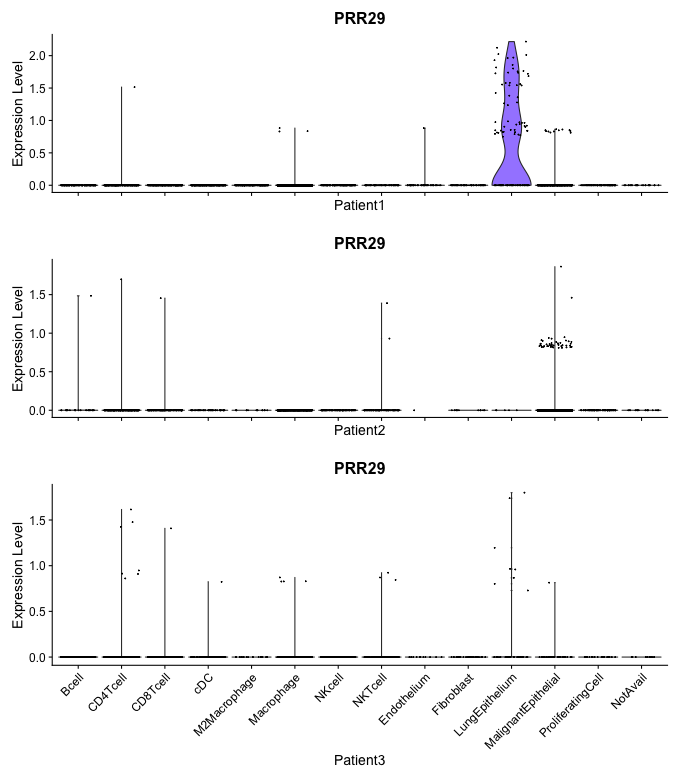 PRR29
Expression Level
2.0
1.5
1.0
0.5
0.0
Patient1
PRR29
Expression Level
1.5
1.0
0.5
0.0
Patient2
PRR29
Expression Level
1.5
1.0
0.5
0.0
Bcell
CD4Tcell
CD8Tcell
cDC
M2Macrophage
Macrophage
NKcell
NKTcell
Endothelium
Fibroblast
LungEpithelium
MalignantEpithelial
ProliferatingCell
NotAvail
Patient3